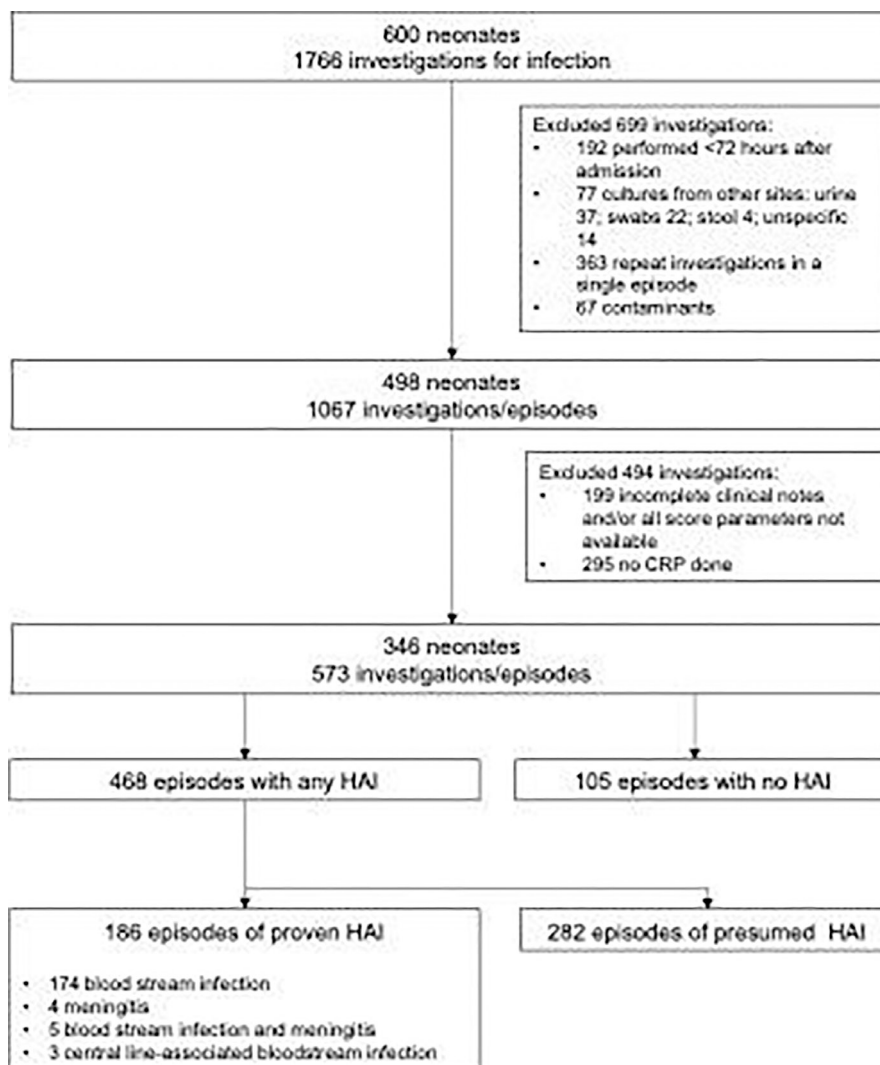 600 neonates
1766 investigations for infection
Excluded 699 investigations:
• 192 performed <72 hours after
admission
• 77 cultures from other sites: urine
37; swabs 22; stool 4; unspecific
14
• 363 repeat investigations in a
single episode
• 67 contaminants
498 neonates
1067 investigations/episodes
Excluded 494 investigations:
• 199 incomplete clinical notes
and/or all score parameters not
available
• 295 no CRP done
346 neonates
573 investigations/episodes
468 episodes with any HAI
105 episodes with no HAI
186 episodes of proven HAI
• 174 blood stream infection
• 4 meningitis
• 5 blood stream infection and meningitis
• 3 central line-associated bloodstream infection
282 episodes of presumed HAI